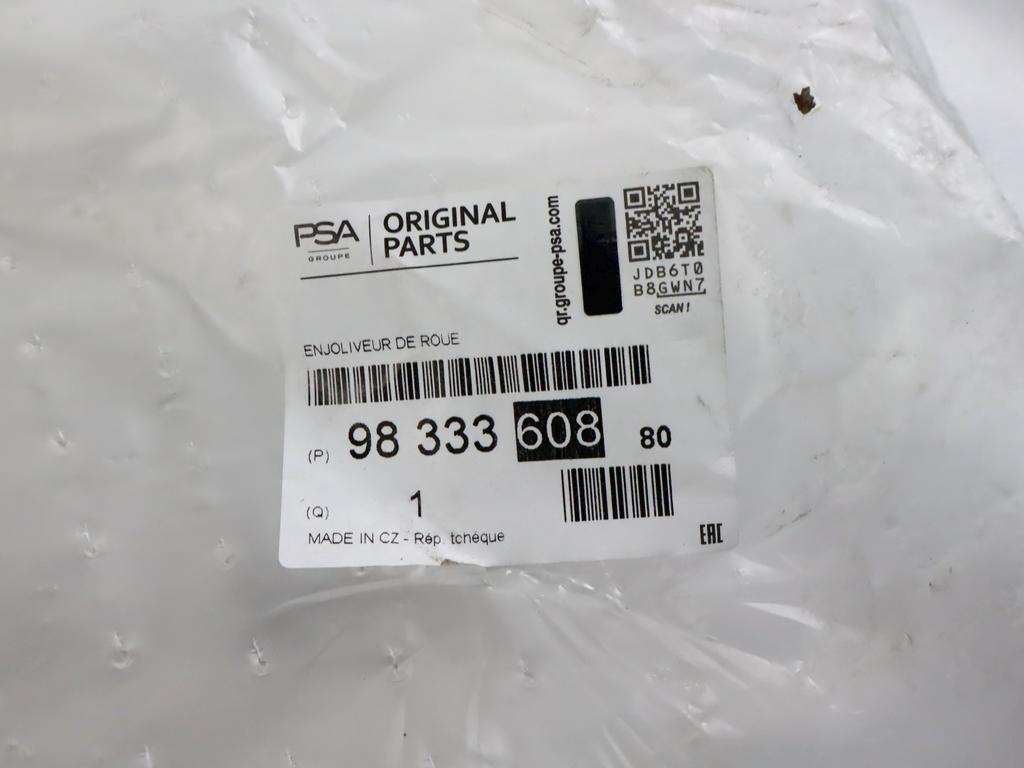 PSA
GROUPE
ORIGINAL
PARTS
qr.groupe-psa.com
JDB6T0
B8GWN7
SCAN!
ENJOLIVEUR DE ROUE
(P) 98 333 608 80
(Q) 1
MADE IN CZ - Rép. tchéque
EAC